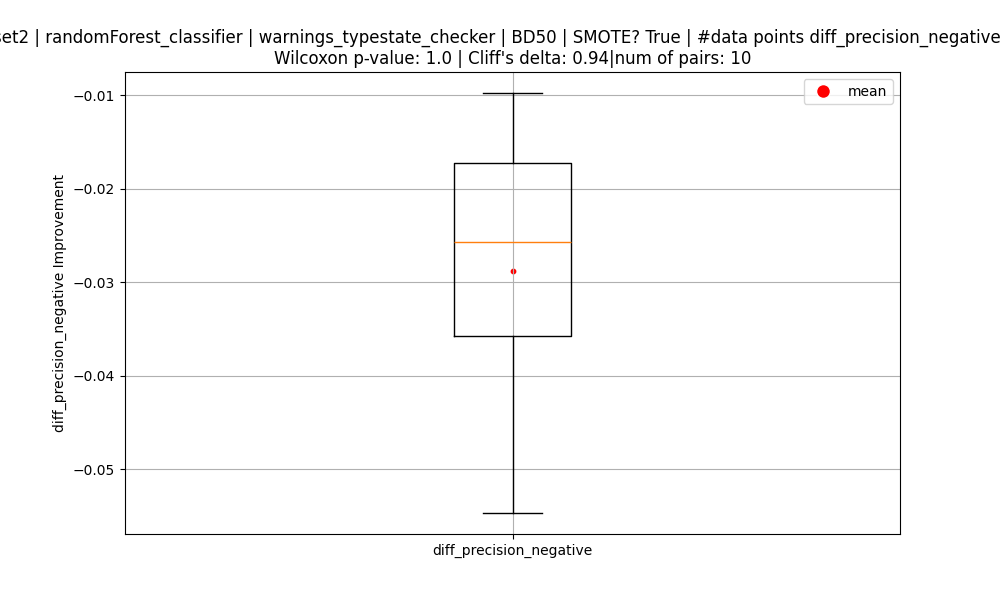 set2 | randomForest_classifier | warnings_typestate_checker | BD50 | SMOTE? True | #data points diff_precision_negative
Wilcoxon p-value: 1.0 | Cliff's delta: 0.94|num of pairs: 10
mean
−0.01
−0.02
−0.03
−0.04
−0.05
diff_precision_negative Improvement
diff_precision_negative